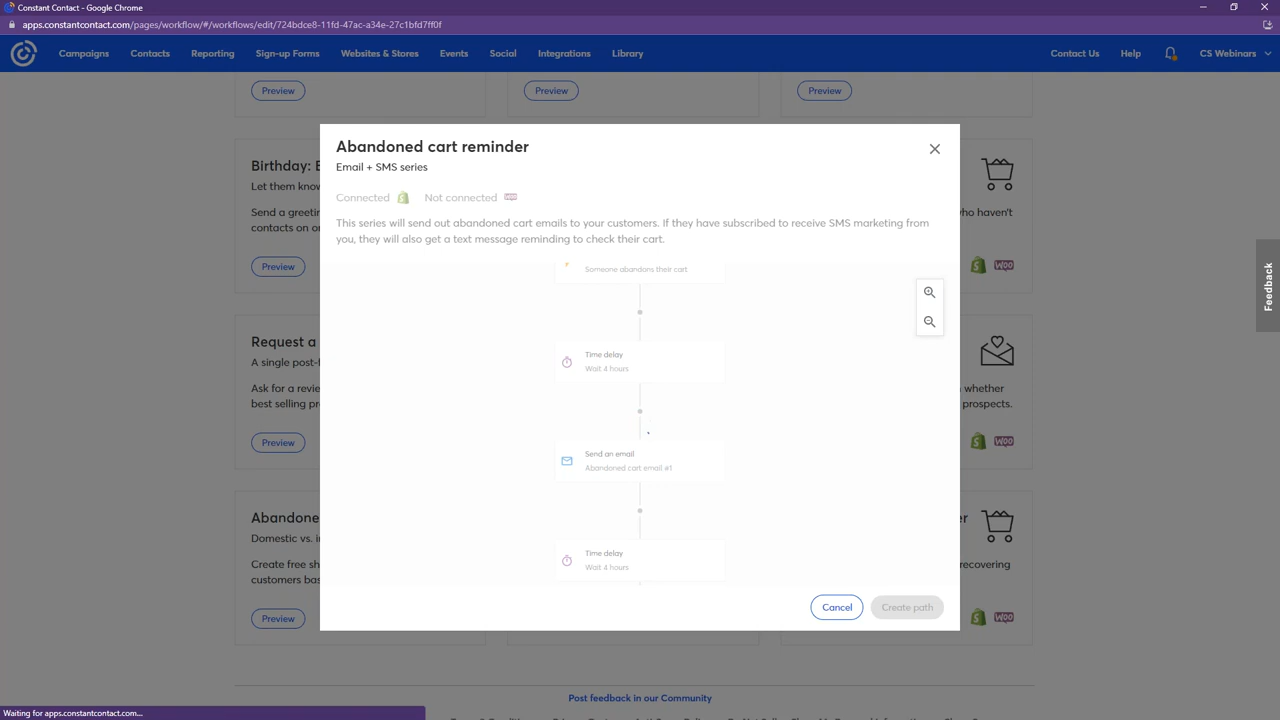 Constant Contact - Google Chrome
apps.constantcontact.com/pages/workflow/#/workflows/edit/724bdce8-11fd-47ac-a34e-27c1bfd7ff0f
Campaigns
Contacts
Reporting
Sign-up Forms
Websites & Stores
Events
Social
Integrations
Library
Contact Us
Help
CS Webinars
Preview
Preview
Preview
Abandoned cart reminder
Email + SMS series
Connected
Not connected
WOO
This series will send out abandoned cart emails to your customers. If they have subscribed to receive SMS marketing from
you, they will also get a text message reminding to check their cart.
Someone abandons their cart
Time delay
Wait 4 hours
Send an email
Abandoned cart email #1
Time delay
Wait 4 hours
Cancel
Create path
Birthday: E
Let them know
Send a greetin
contacts on o
Preview
who haven't
WOO
Request a
A single post-
Ask for a revie
best selling pr
Preview
n whether
prospects.
WOO
Abandone
Domestic vs. i
Create free sh
customers bas
Preview
er
recovering
WOO
Feedback
Post feedback in our Community
Waiting for apps.constantcontact.com...